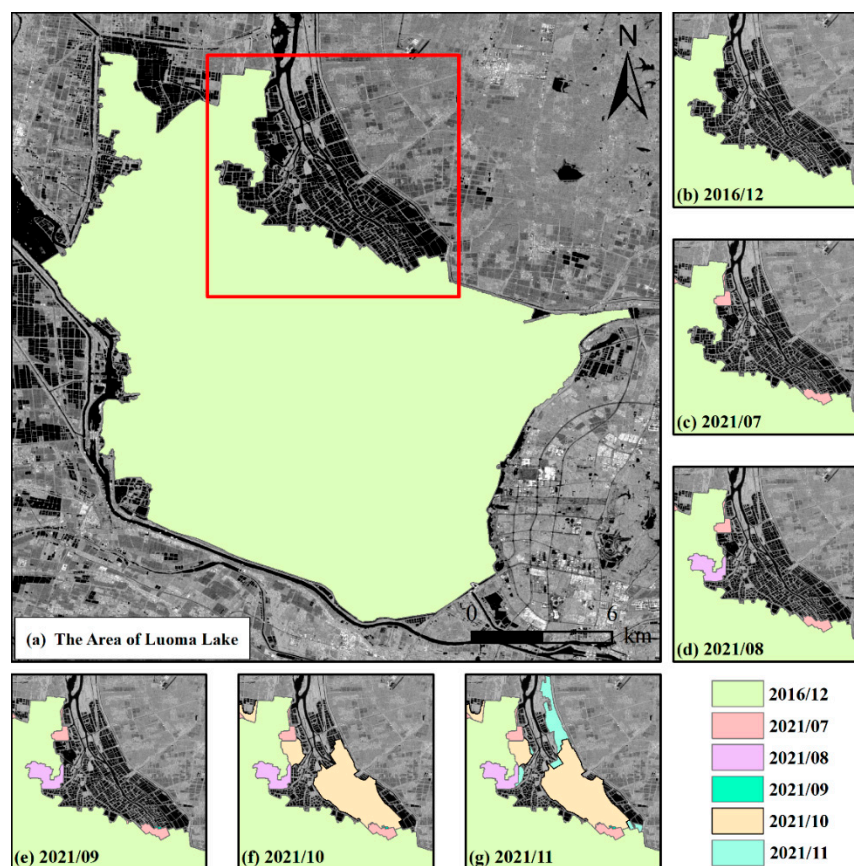 N
(a) The Area of Luoma Lake
0 6
km
(b) 2016/12
(c) 2021/07
(d) 2021/08
(e) 2021/09
(f) 2021/10
(g) 2021/11
2016/12
2021/07
2021/08
2021/09
2021/10
2021/11